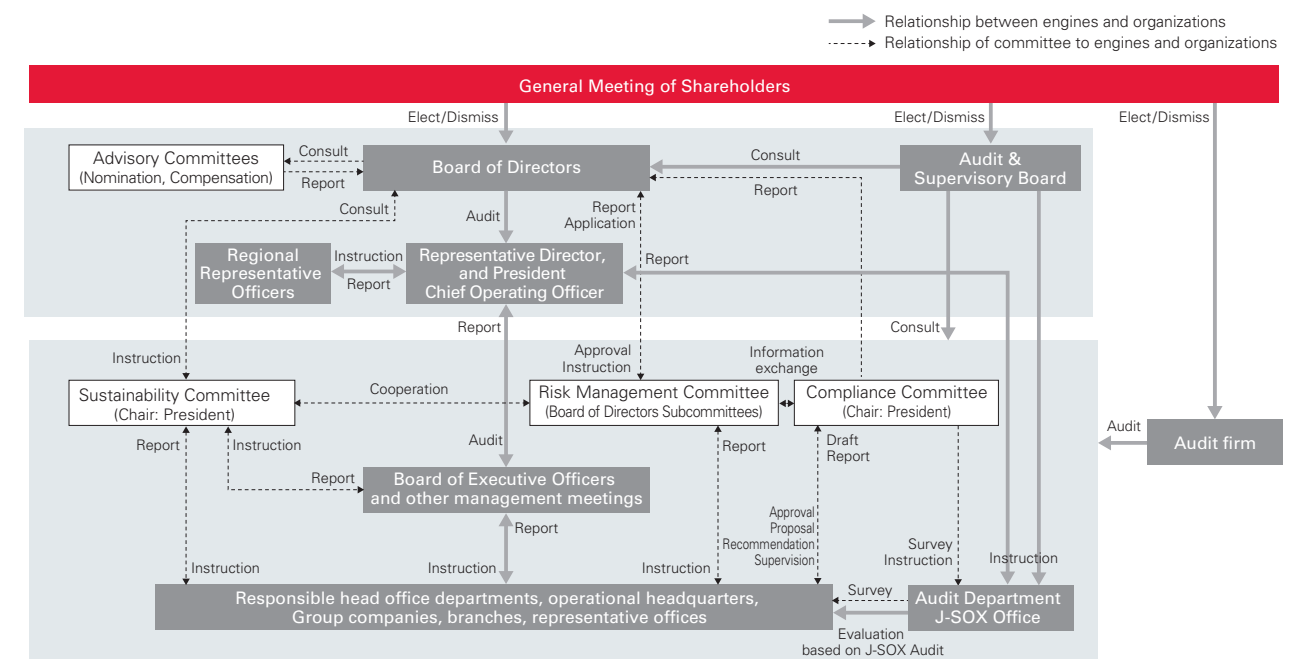 Relationship between engines and organizations
Relationship of committee to engines and organizations
General Meeting of Shareholders
Elect/Dismiss
Elect/Dismiss
Elect/Dismiss
Advisory Committees
(Nomination, Compensation)
Consult
Report
Board of Directors
Consult
Audit &
Supervisory Board
Report
Consult
Audit
Report
Application
Regional
Representative
Officers
Instruction
Report
Representative Director,
and President
Chief Operating Officer
Report
Report
Consult
Instruction
Approval
Instruction
Information
exchange
Sustainability Committee
(Chair: President)
Cooperation
Risk Management Committee
(Board of Directors Subcommittees)
Compliance Committee
(Chair: President)
Report
Instruction
Audit
Report
Draft
Report
Audit
Audit firm
Report
Board of Executive Officers
and other management meetings
Report
Approval
Proposal
Recommendation
Supervision
Survey
Instruction
Instruction
Instruction
Instruction
Instruction
Responsible head office departments, operational headquarters,
Group companies, branches, representative offices
Survey
Audit Department
J-SOX Office
Evaluation
based on J-SOX Audit